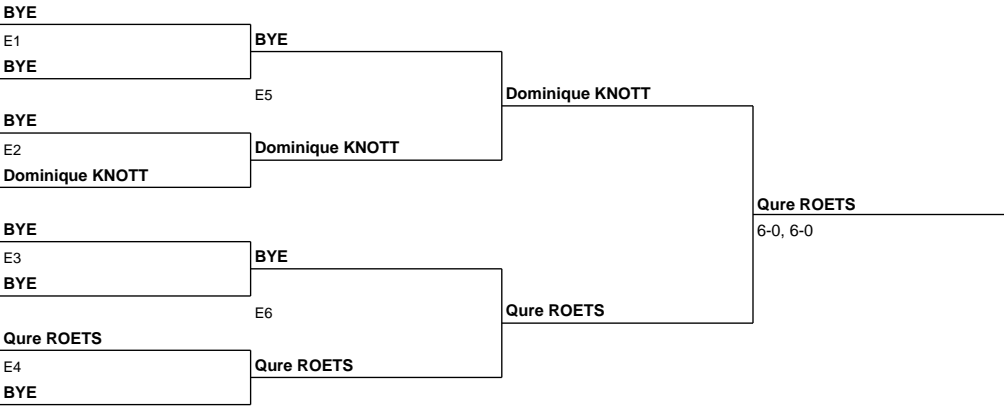 BYE
E1
BYE
BYE
E5
BYE
E2
Dominique KNOTT
Dominique KNOTT
Dominique KNOTT
BYE
E3
BYE
BYE
E6
Qure ROETS
E4
BYE
Qure ROETS
Qure ROETS
Qure ROETS
6-0, 6-0